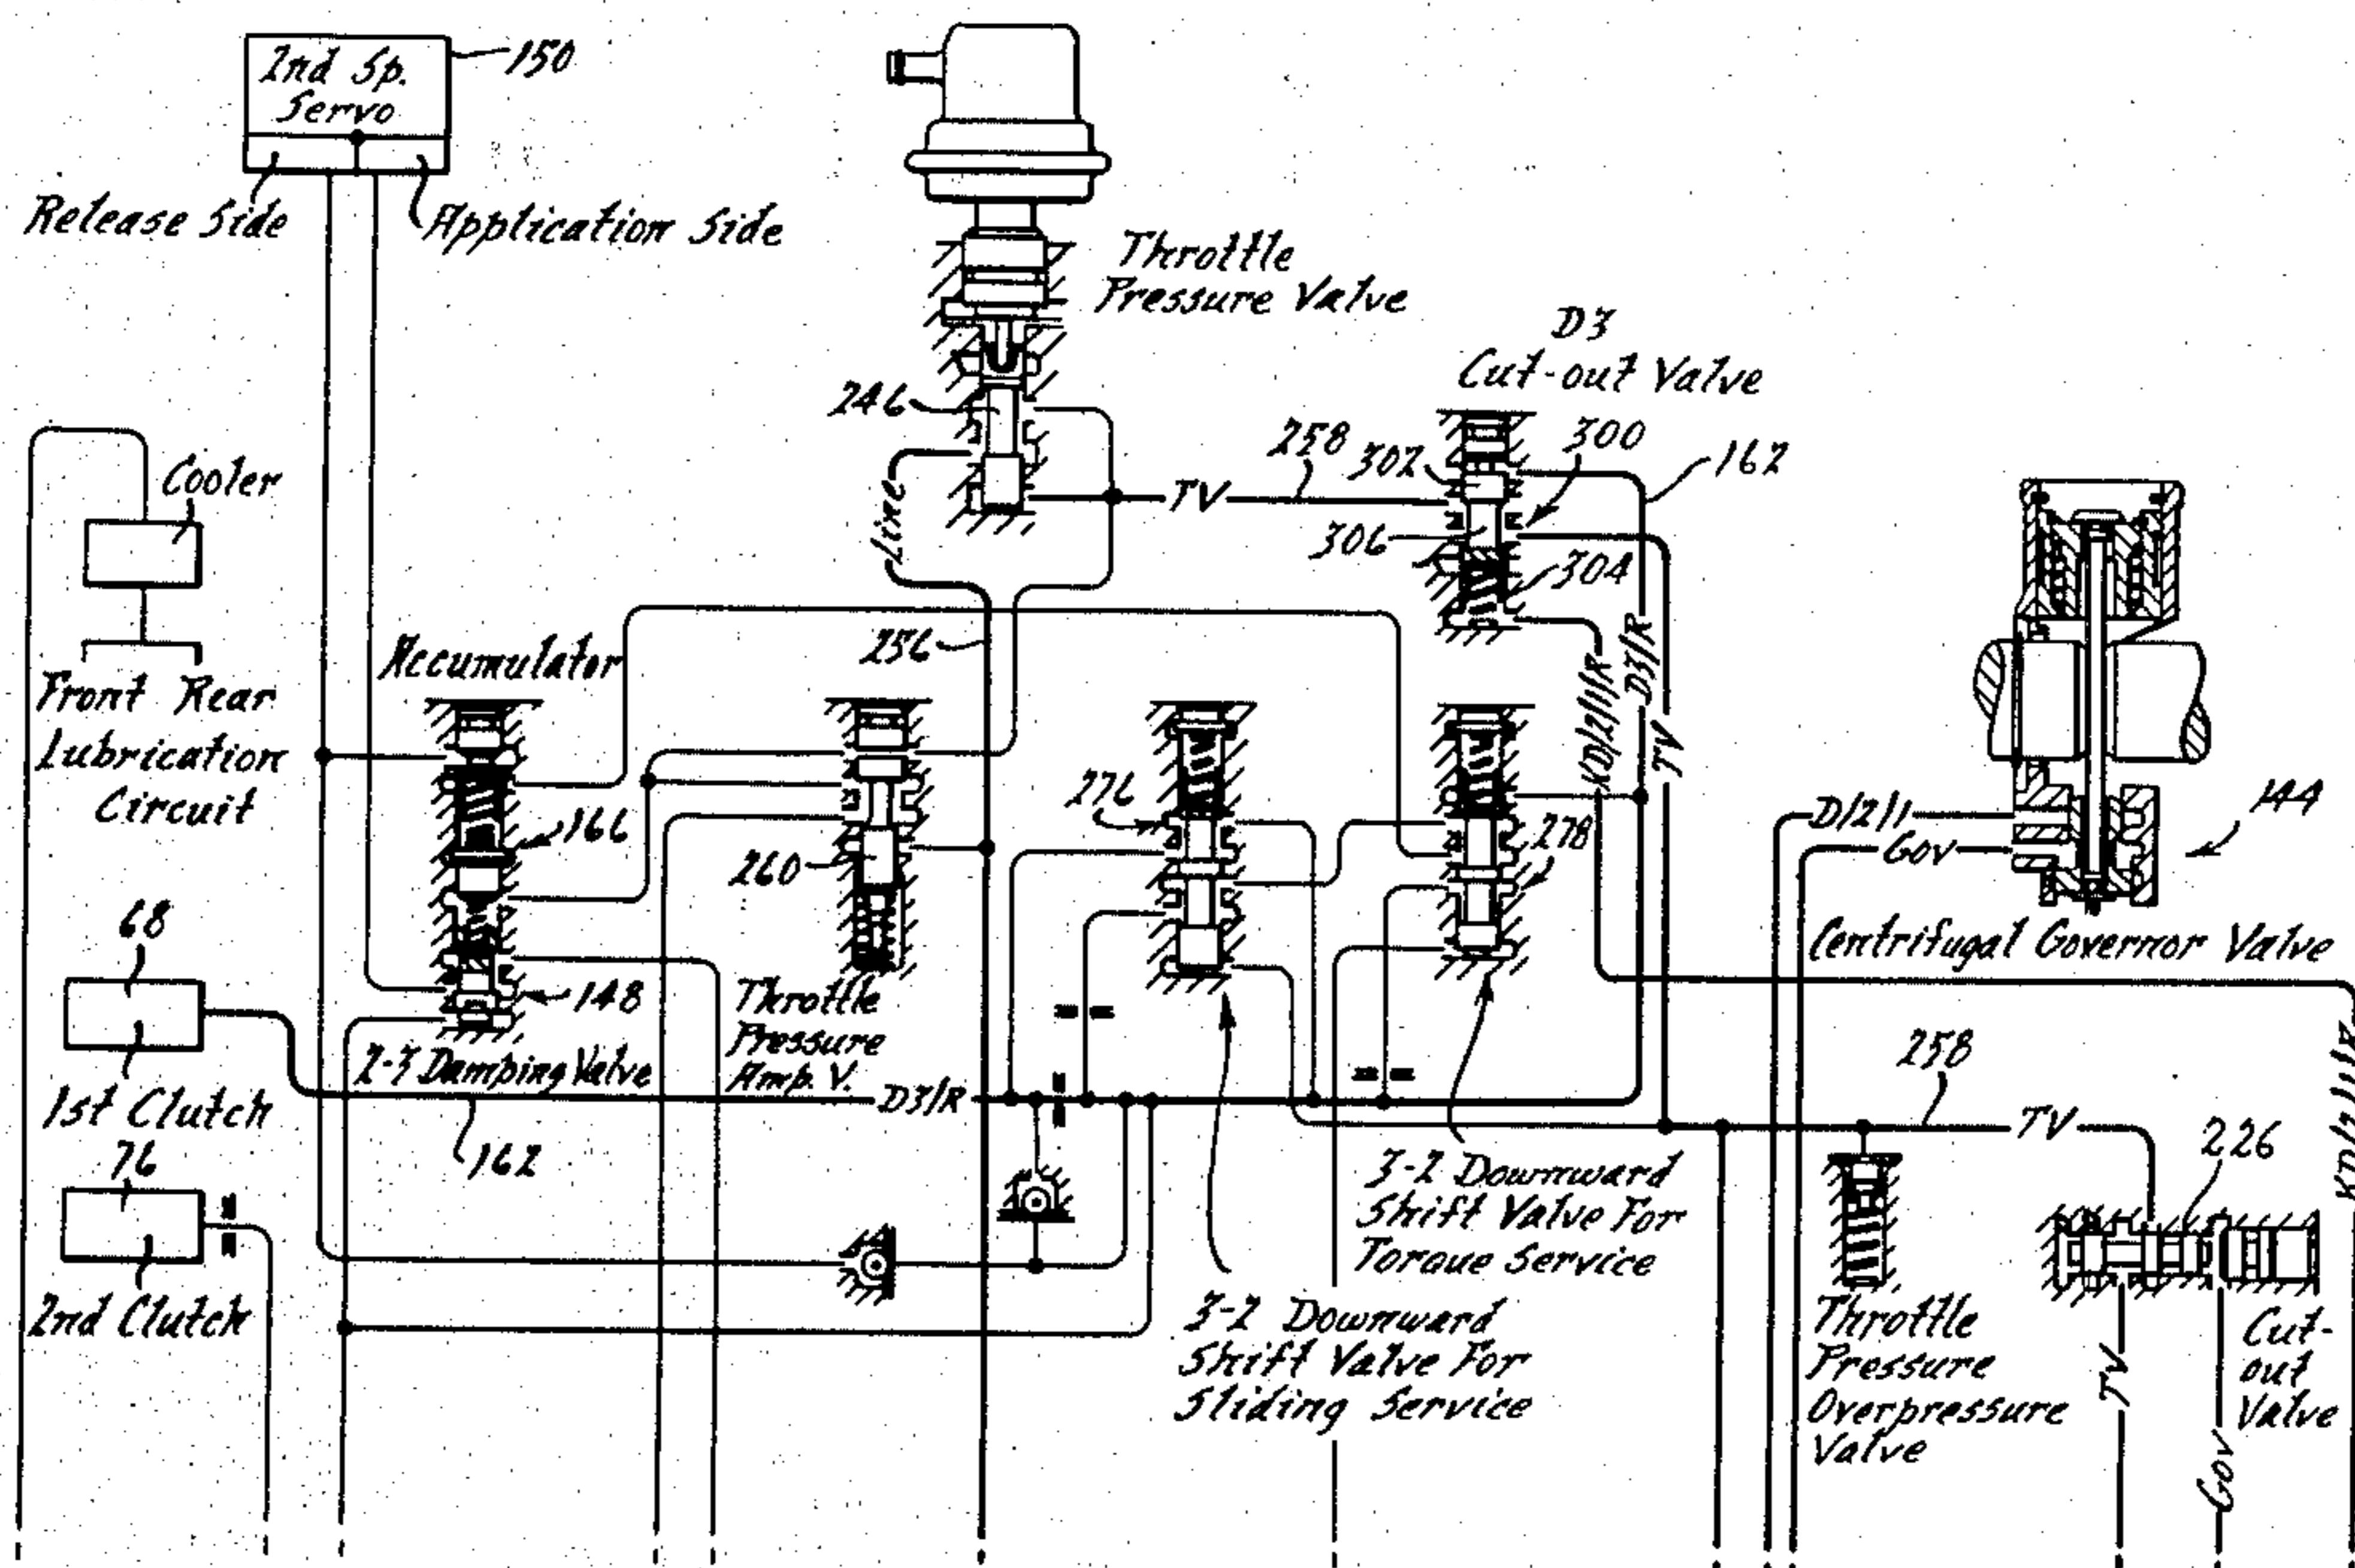 2nd Sp.
Servo
150
Release Side
Application Side
Throttle
Pressure Valve
D3
Cut-out Valve
246
258
302
300
162
TV
306
304
Line
Cooler
Front Rear
Lubrication
Circuit
Accumulator
256
KD/2/1/R
D3/R
TV
166
260
276
278
D/2/1
Gov
144
Centrifugal Governor Valve
68
1st Clutch
148
2-3 Damping Valve
Throttle
Pressure
Amp. V.
D3/R
162
76
2nd Clutch
3-2 Downward
Shift Valve For
Torque Service
3-2 Downward
Shift Valve For
Sliding Service
258
TV
226
KD/2/1/R
Throttle
Pressure
Overpressure
Valve
TV
Gov
Cut-
out
Valve